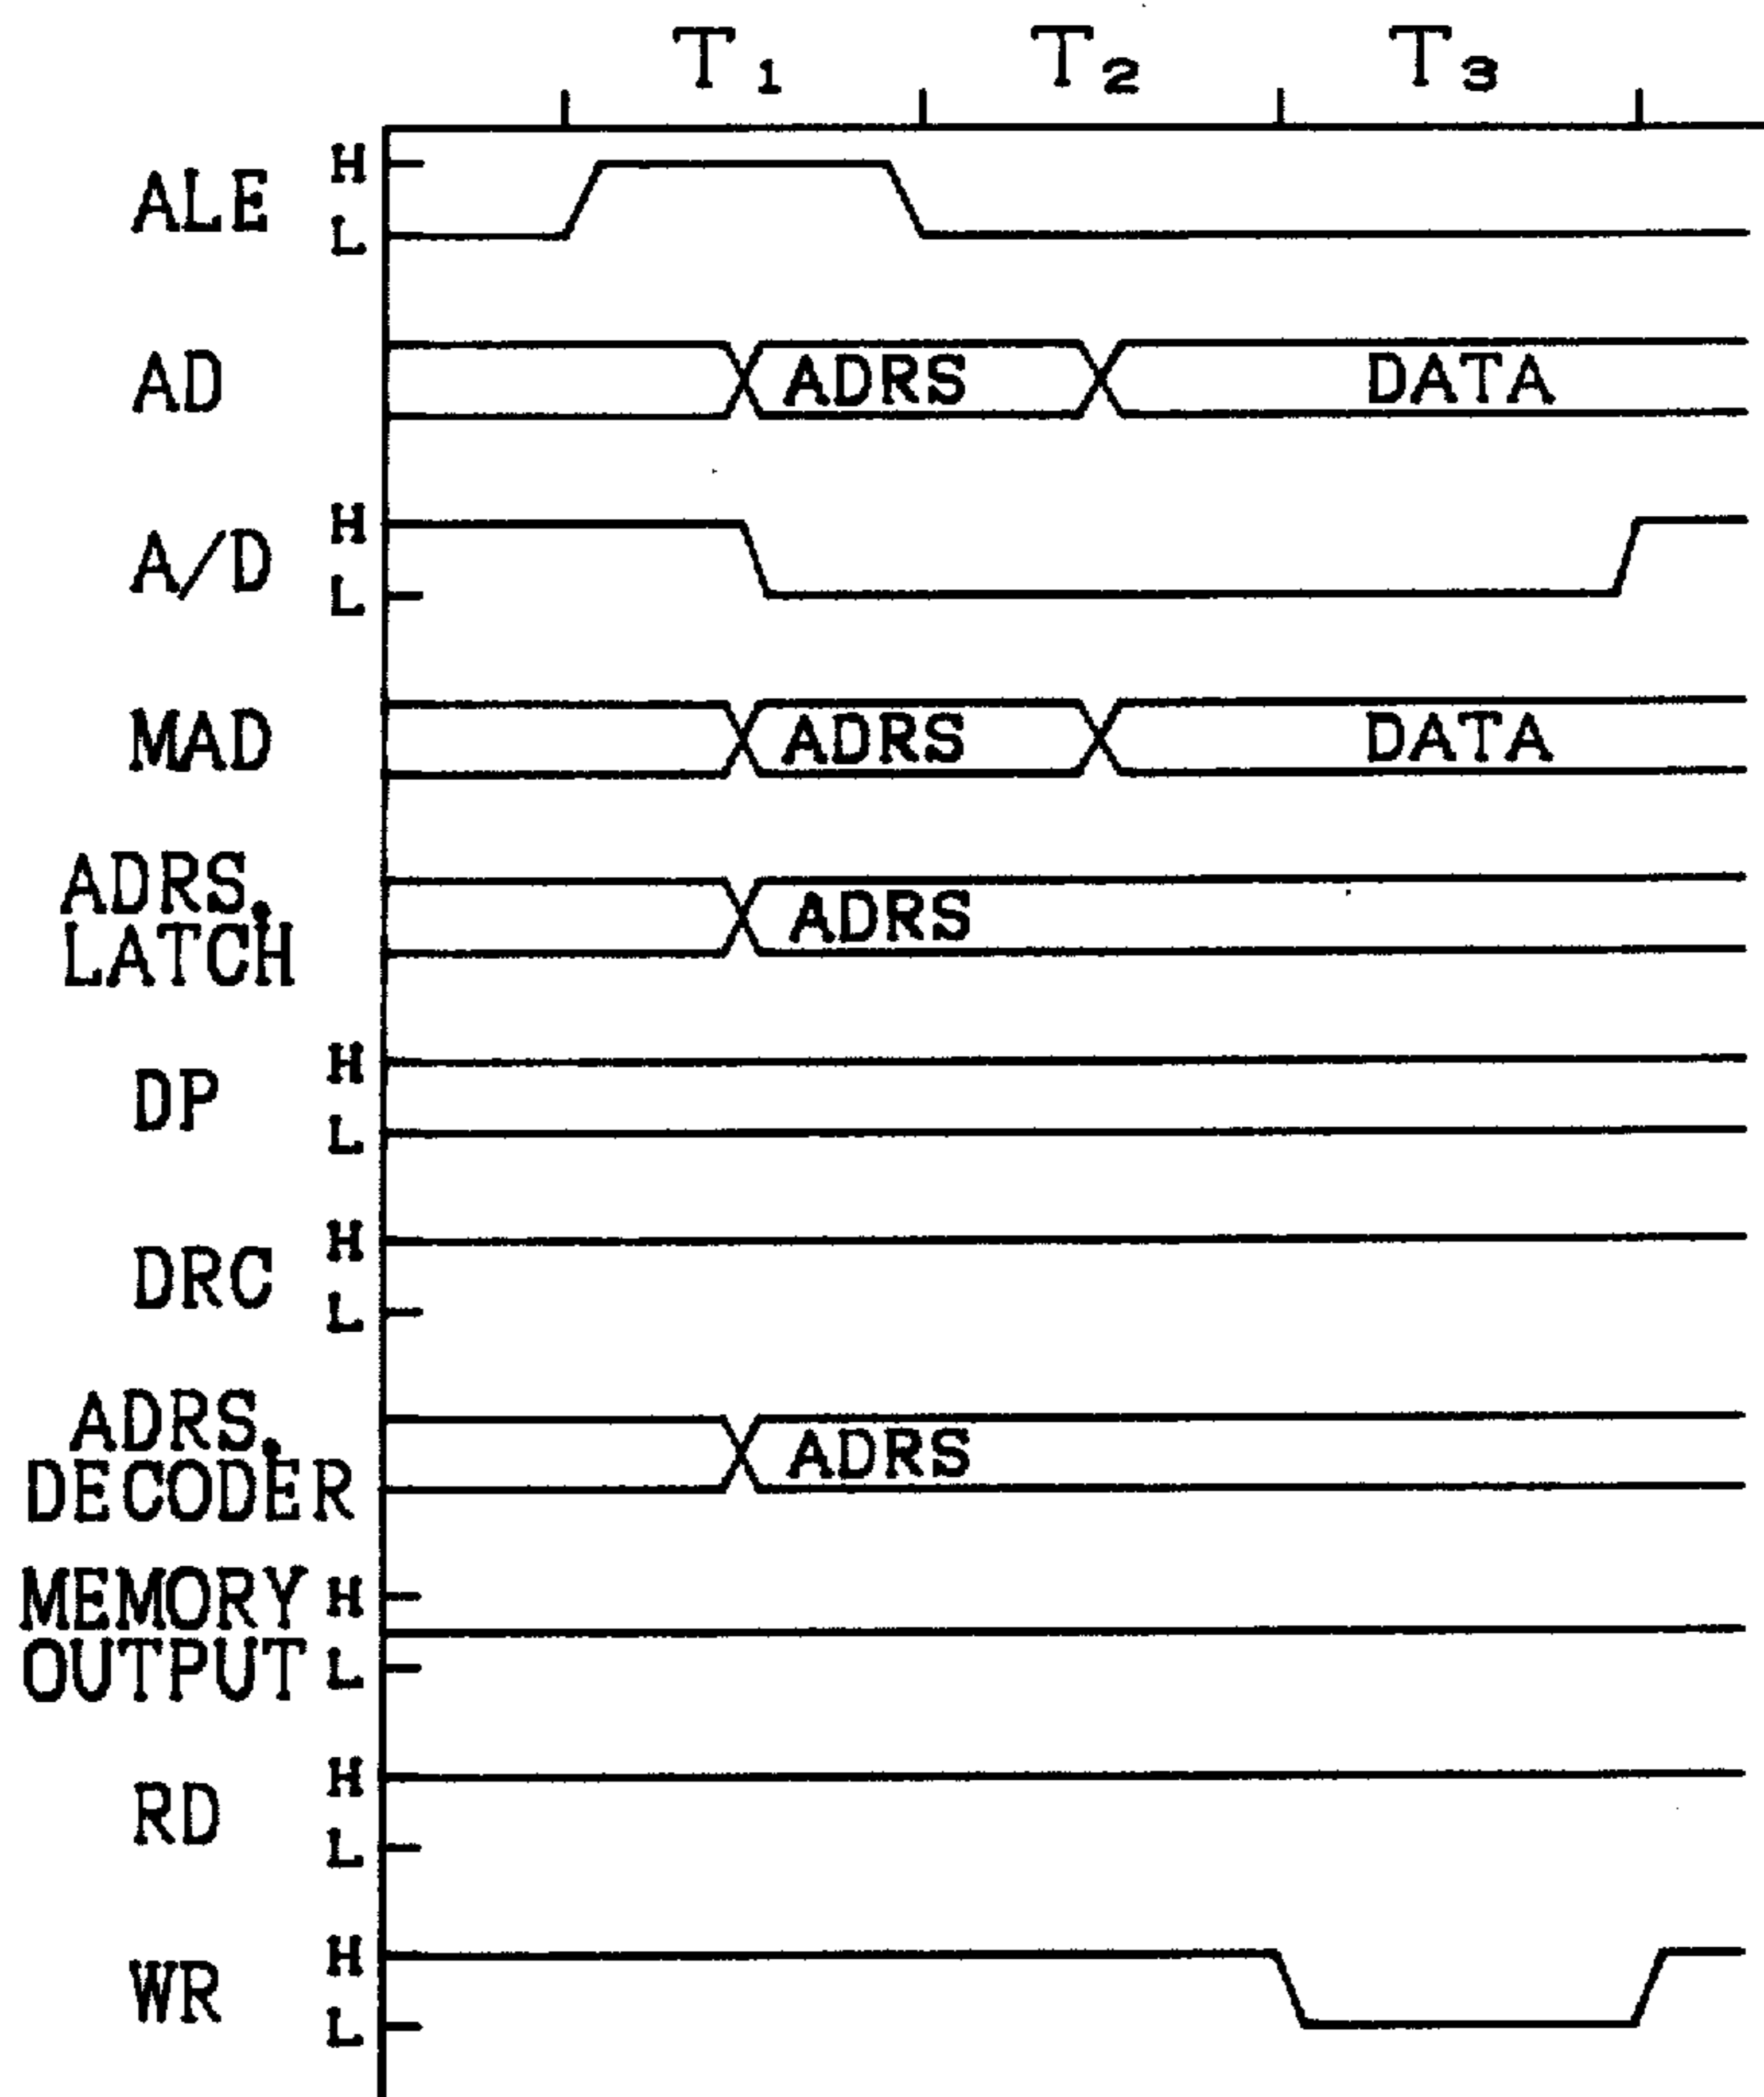 T1 T2 T3
ALE H
L
AD ADRS DATA
A/D H
L
MAD ADRS DATA
ADRS.
LATCH
ADRS
DP H
L
DRC H
L
ADRS.
DECODER
ADRS
MEMORY H
OUTPUT L
RD H
L
WR H
L